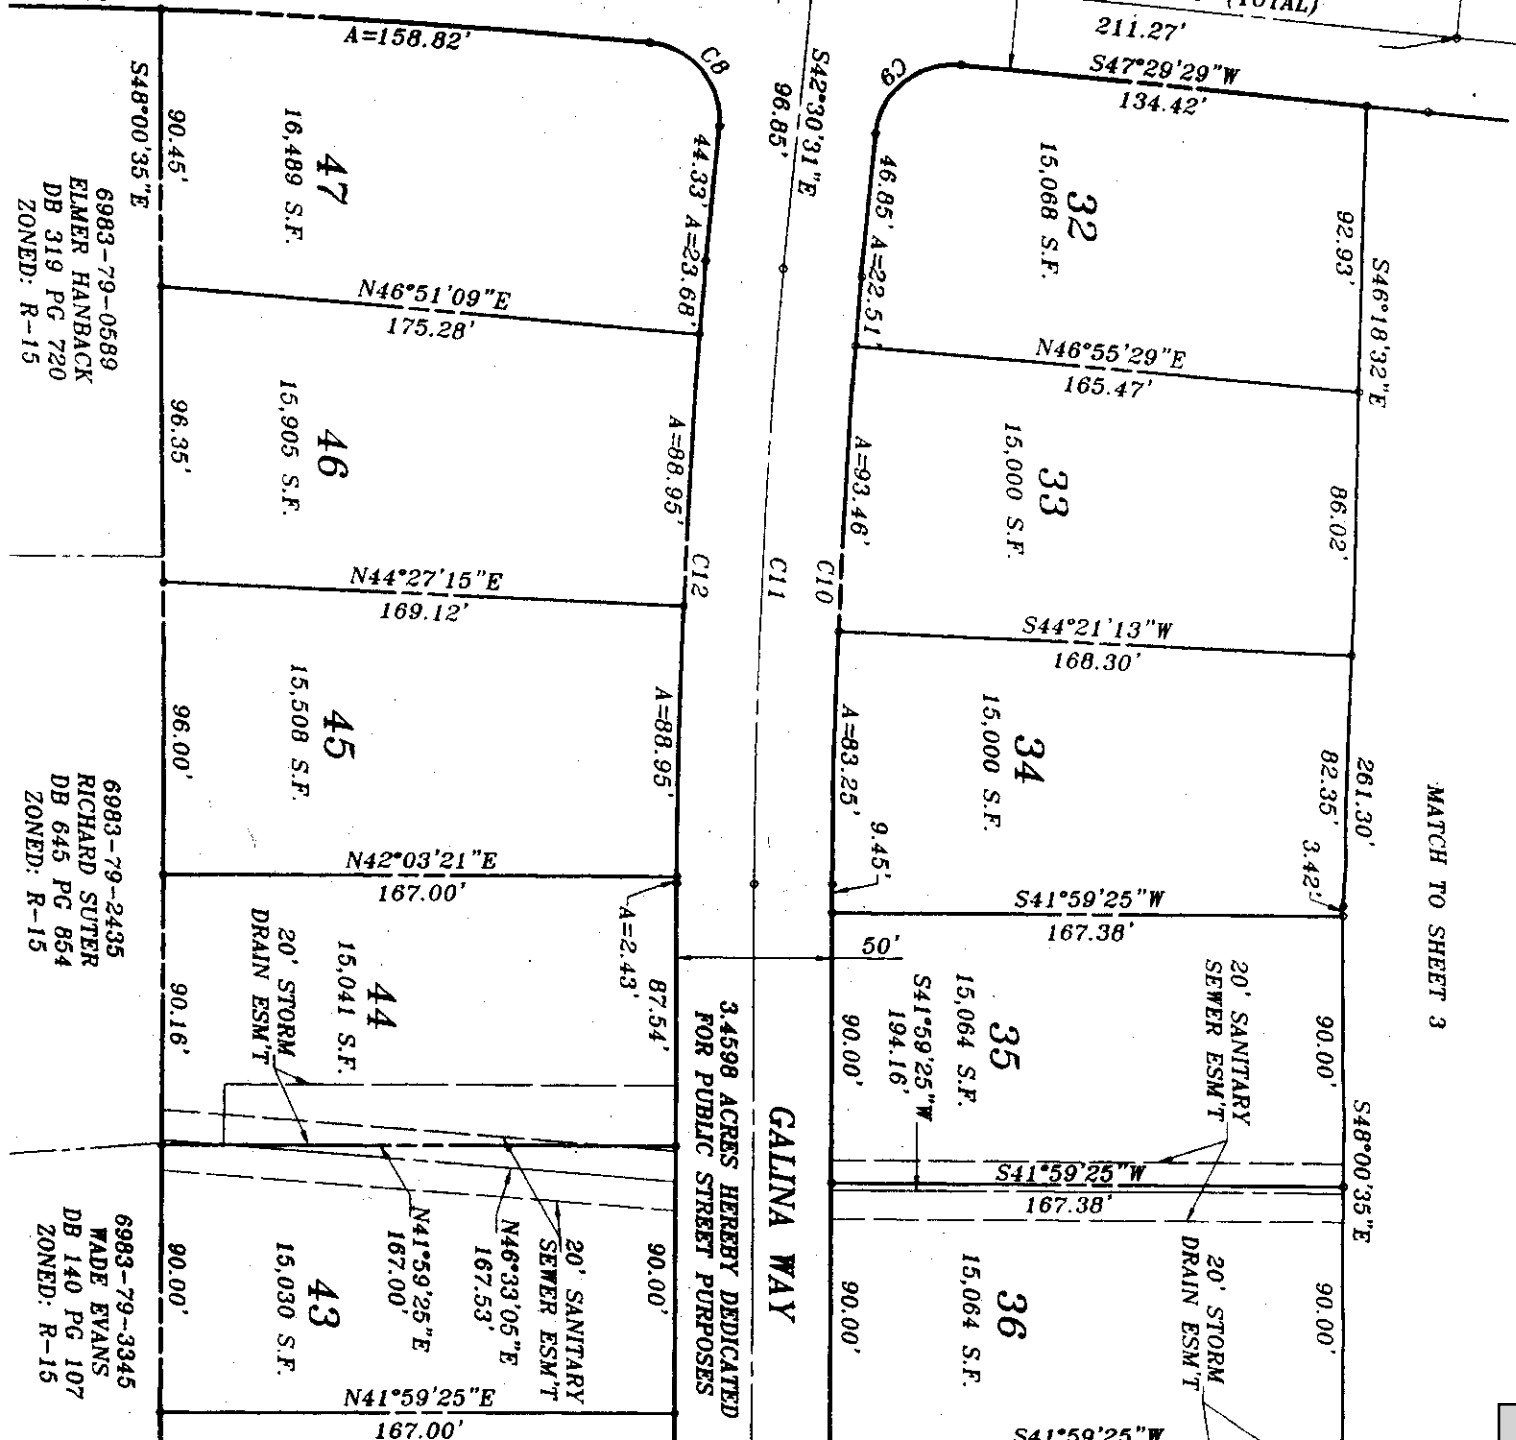 (TOTAL)
211.27'
S47°29'29"W
134.42'
A=158.82'
C8
S42°30'31"E
96.85'
C9
S48°00'35"E
90.45'
47
16,489 S.F.
44.33'
A=23.68'
46.85'
A=22.51'
32
15,068 S.F.
92.93'
S46°18'32"E
6983-79-0589
ELMER HANBACK
DB 319 PG 720
ZONED: R-15
N46°51'09"E
175.28'
N46°55'29"E
165.47'
96.35'
46
15,905 S.F.
A=88.95'
C12
C11
C10
A=93.46'
33
15,000 S.F.
86.02'
N44°27'15"E
169.12'
S44°21'13"W
168.30'
96.00'
45
15,508 S.F.
A=88.95'
A=83.25'
9.45'
34
15,000 S.F.
82.35'
261.30'
3.42'
MATCH TO SHEET 3
6983-79-2435
RICHARD SUTER
DB 645 PG 854
ZONED: R-15
N42°03'21"E
167.00'
S41°59'25"W
167.38'
A=2.43'
50'
90.16'
20' STORM
DRAIN ESM'T
44
15,041 S.F.
87.54'
3.4598 ACRES HEREBY DEDICATED
FOR PUBLIC STREET PURPOSES
GALINA WAY
90.00'
S41°59'25"W
194.16'
35
15,064 S.F.
20' SANITARY
SEWER ESM'T
90.00'
S48°00'35"E
S41°59'25"W
167.38'
6983-79-3345
WADE EVANS
DB 140 PG 107
ZONED: R-15
90.00'
43
15,030 S.F.
N41°59'25"E
167.00'
N46°33'05"E
167.53'
20' SANITARY
SEWER ESM'T
90.00'
90.00'
36
15,064 S.F.
20' STORM
DRAIN ESM'T
90.00'
N41°59'25"E
167.00'
S41°59'25"W